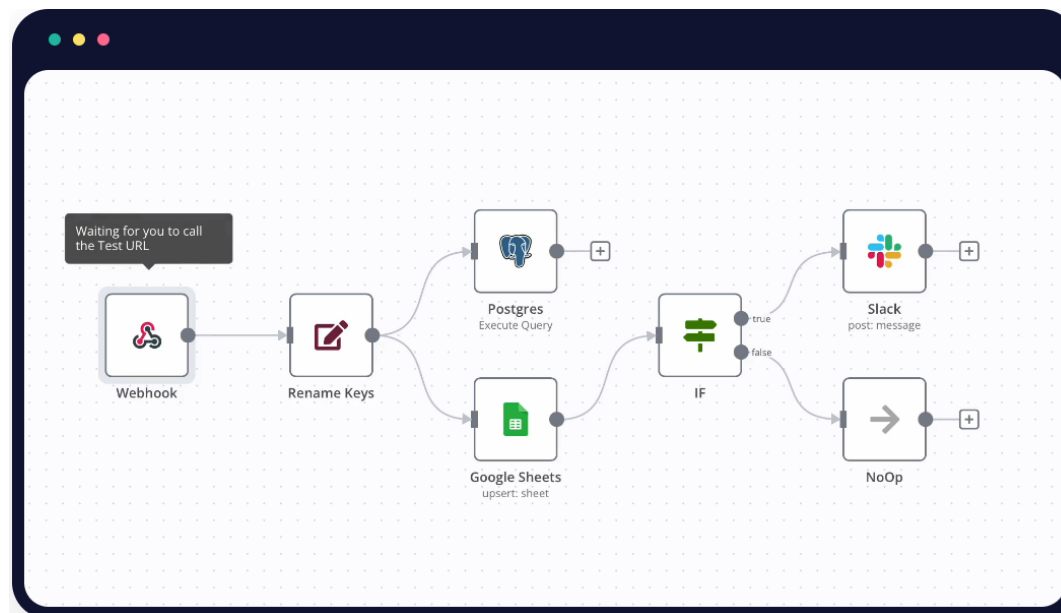 Waiting for you to call
the Test URL
Webhook
Rename Keys
Postgres
Execute Query
Google Sheets
upsert: sheet
IF
true
false
Slack
post: message
NoOp